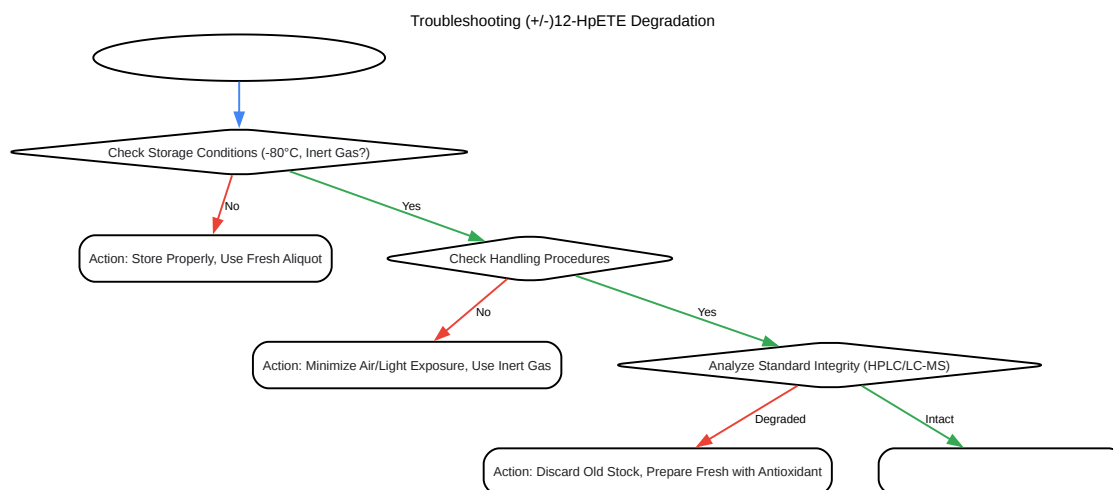 Troubleshooting (+/-)12-HpETE Degradation
Check Storage Conditions (-80°C, Inert Gas?)
No
Yes
Action: Store Properly, Use Fresh Aliquot
Check Handling Procedures
No
Yes
Action: Minimize Air/Light Exposure, Use Inert Gas
Analyze Standard Integrity (HPLC/LC-MS)
Degraded
Intact
Action: Discard Old Stock, Prepare Fresh with Antioxidant